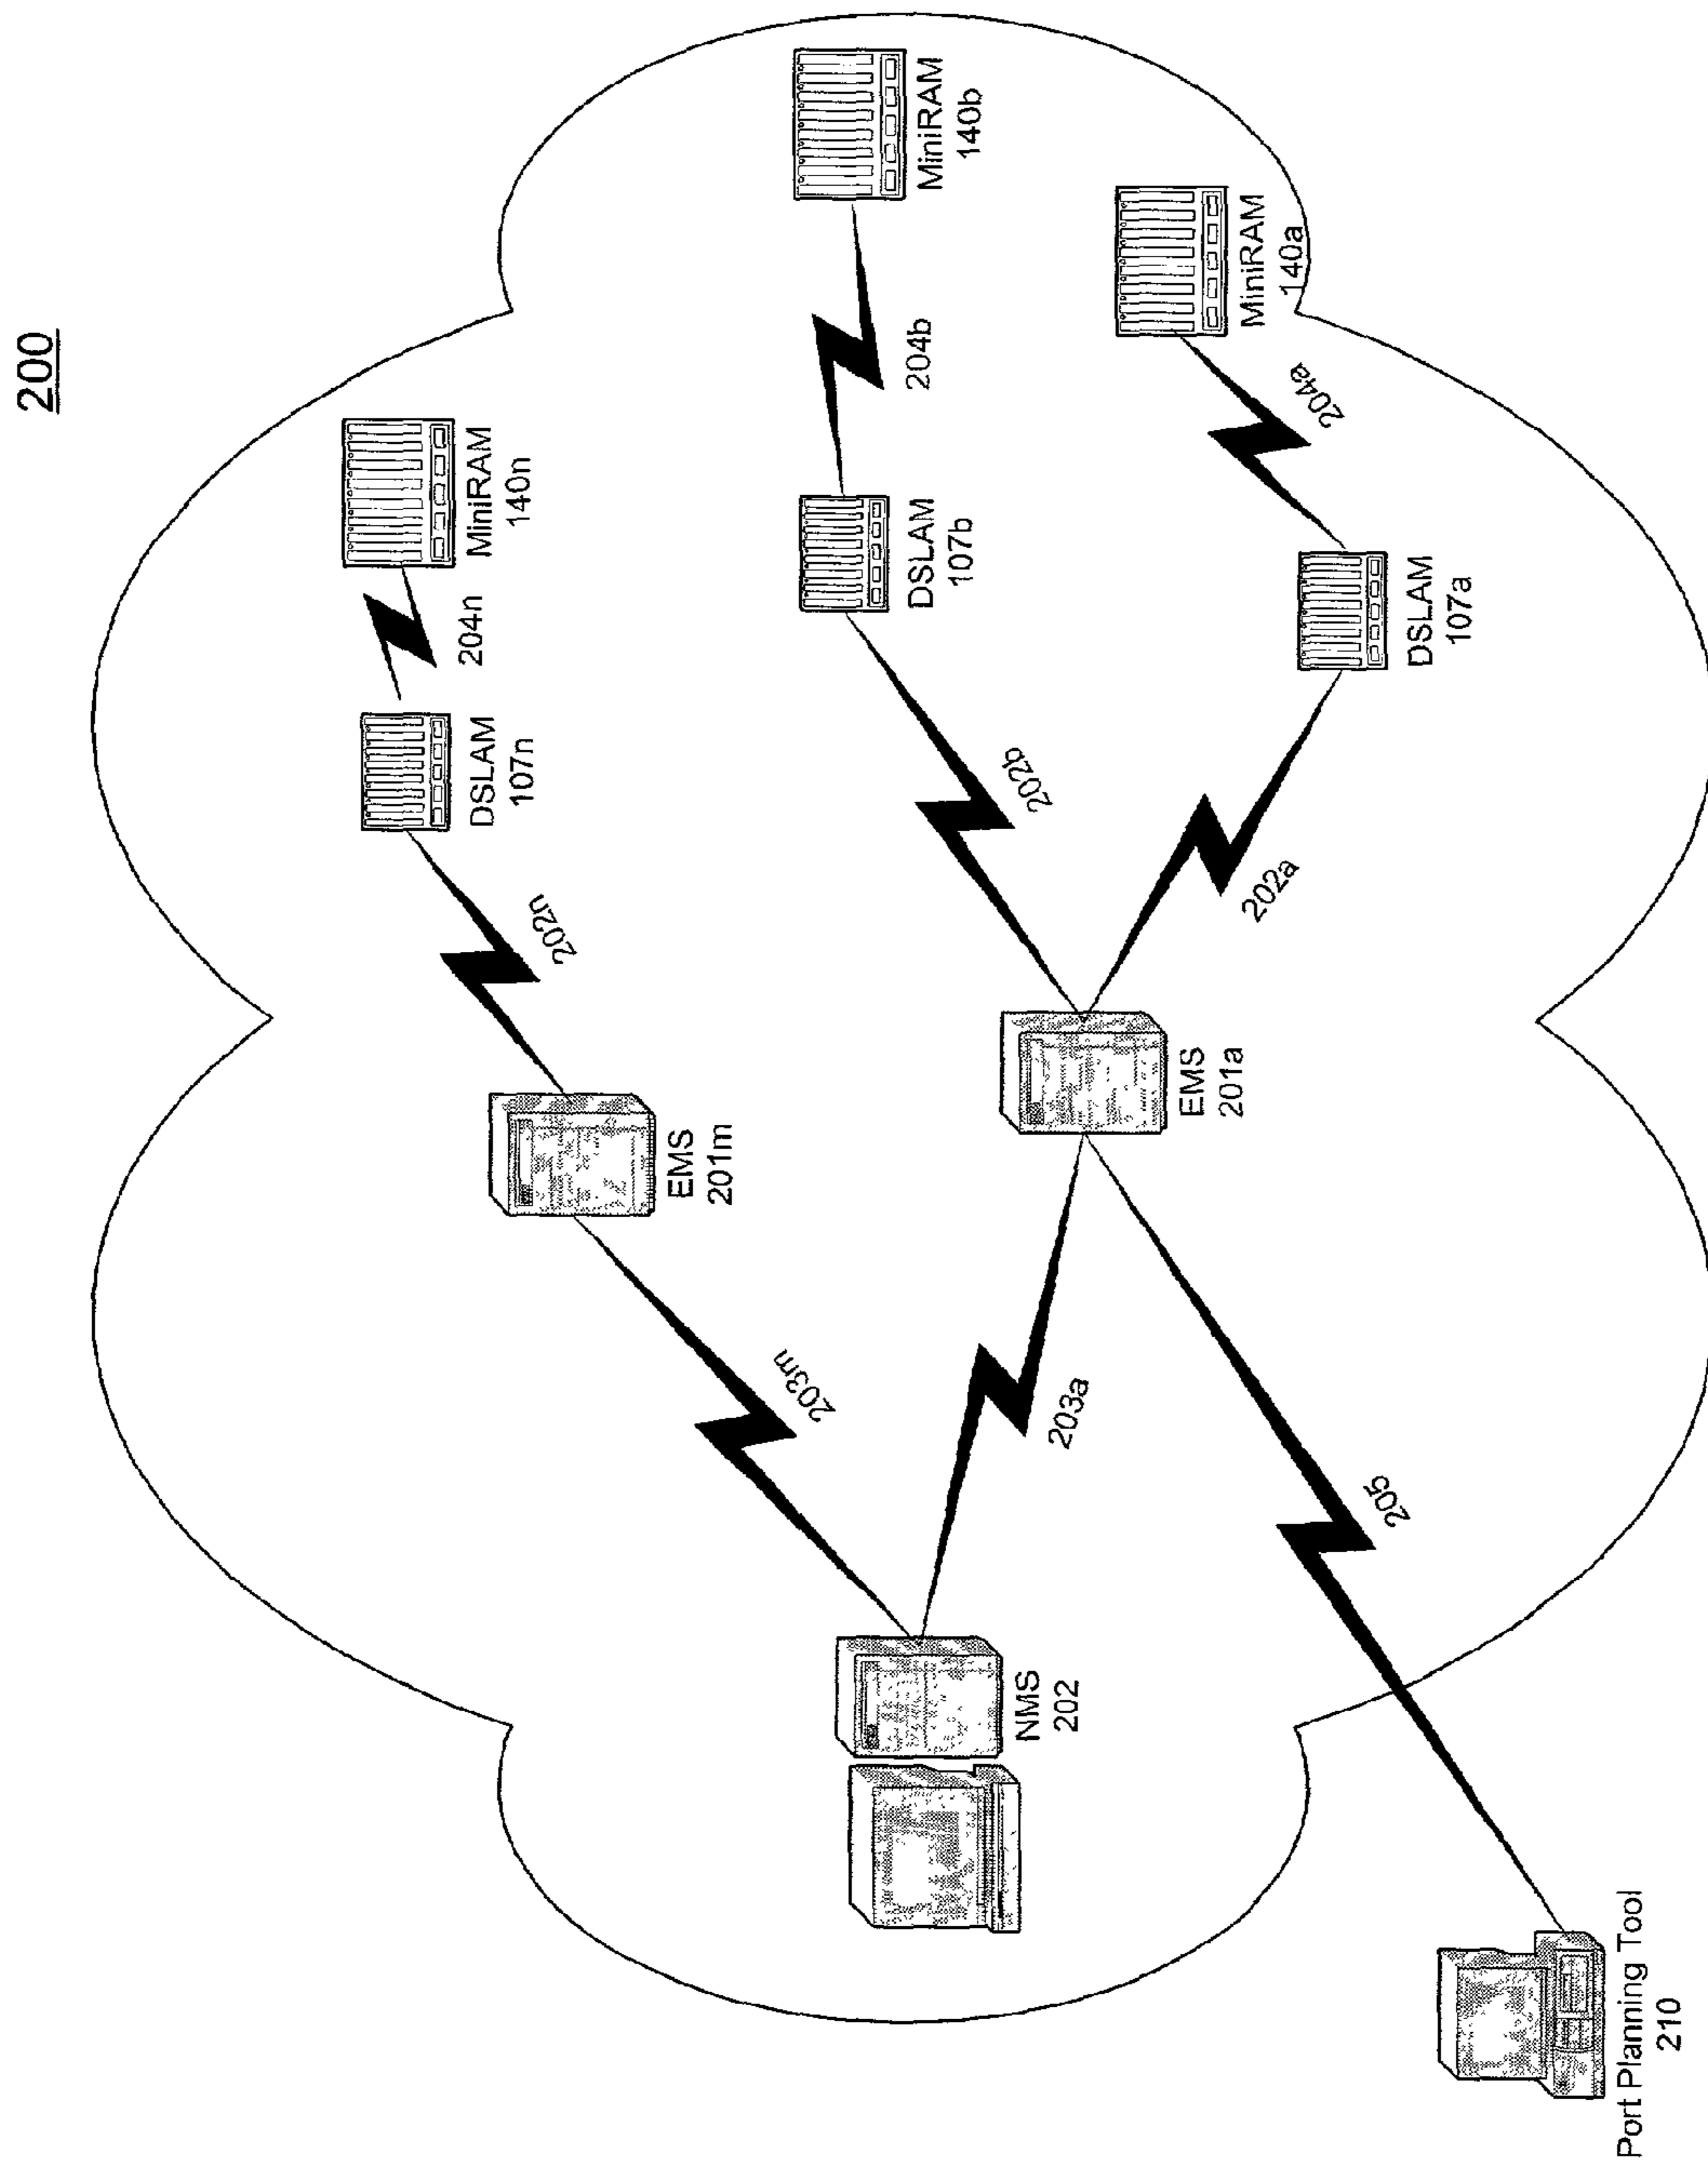 200
MiniRAM
140n
204n
DSLAM
107n
202n
EMS
201m
203m
MiniRAM
140b
204b
DSLAM
107b
202b
MiniRAM
140a
204a
DSLAM
107a
202a
EMS
201a
203a
NMS
202
205
Port Planning Tool
210